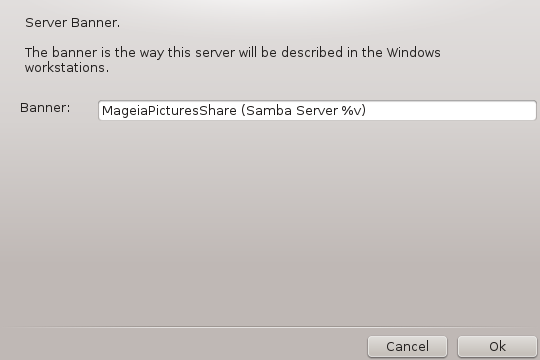 Server Banner.
The banner is the way this server will be described in the Windows
workstations.
Banner: MageiaPicturesShare (Samba Server %v)
Cancel Ok